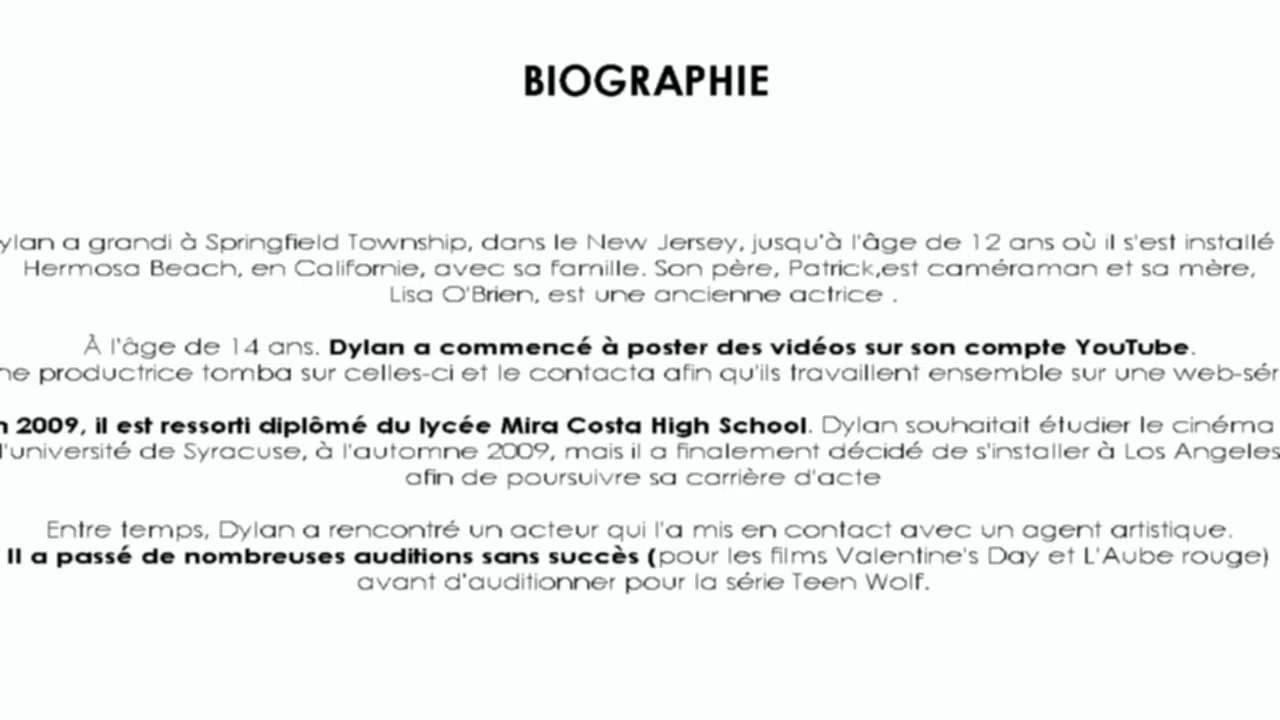 BIOGRAPHIE
ylan a grandi à Springfield Township, dans le New Jersey, jusqu'à l'âge de 12 ans où il s'est installé
Hermosa Beach, en Californie, avec sa famille. Son père, Patrick,est caméraman et sa mère,
Lisa O'Brien, est une ancienne actrice .
À l'âge de 14 ans. Dylan a commencé à poster des vidéos sur son compte YouTube.
ne productrice tomba sur celles-ci et le contacta afin qu'ils travaillent ensemble sur une web-sér
n 2009, il est ressorti diplômé du lycée Mira Costa High School. Dylan souhaitait étudier le cinéma
l'université de Syracuse, à l'automne 2009, mais il a finalement décidé de s'installer à Los Angeles
afin de poursuivre sa carrière d'acte
Entre temps, Dylan a rencontré un acteur qui l'a mis en contact avec un agent artistique.
Il a passé de nombreuses auditions sans succès (pour les films Valentine's Day et L'Aube rouge)
avant d'auditionner pour la série Teen Wolf.